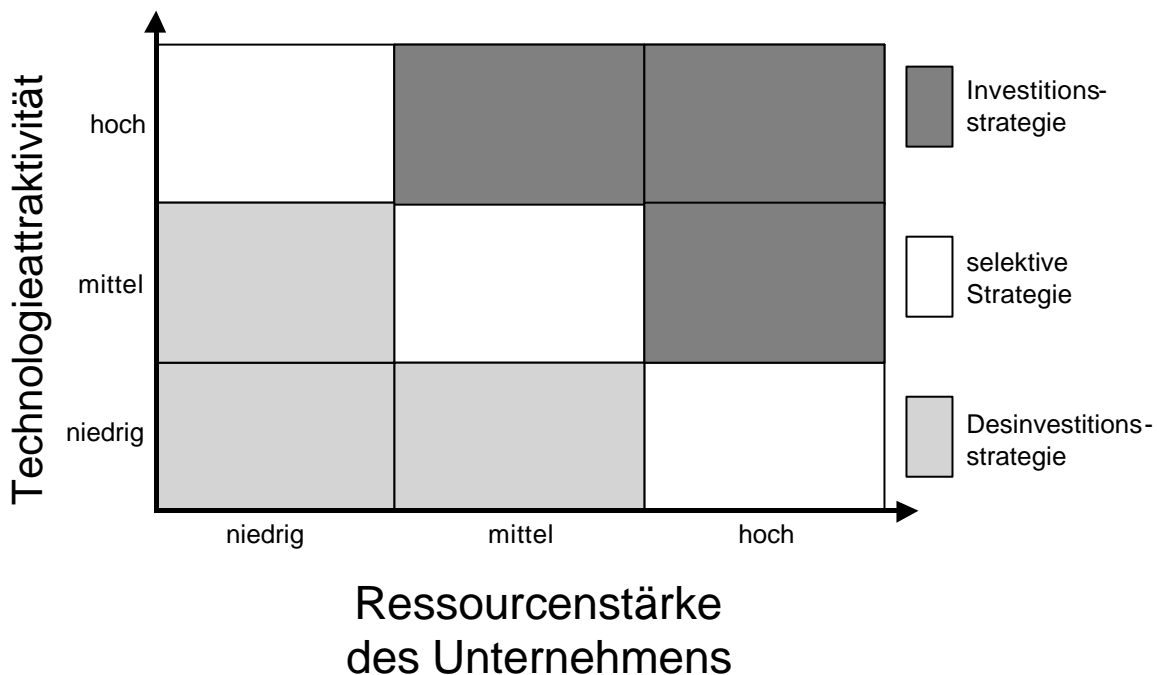 Technologieattraktivität
hoch
mittel
niedrig
niedrig
mittel
hoch
Ressourcenstärke
des Unternehmens
Investitions-
strategie
selektive
Strategie
Desinvestitions-
strategie